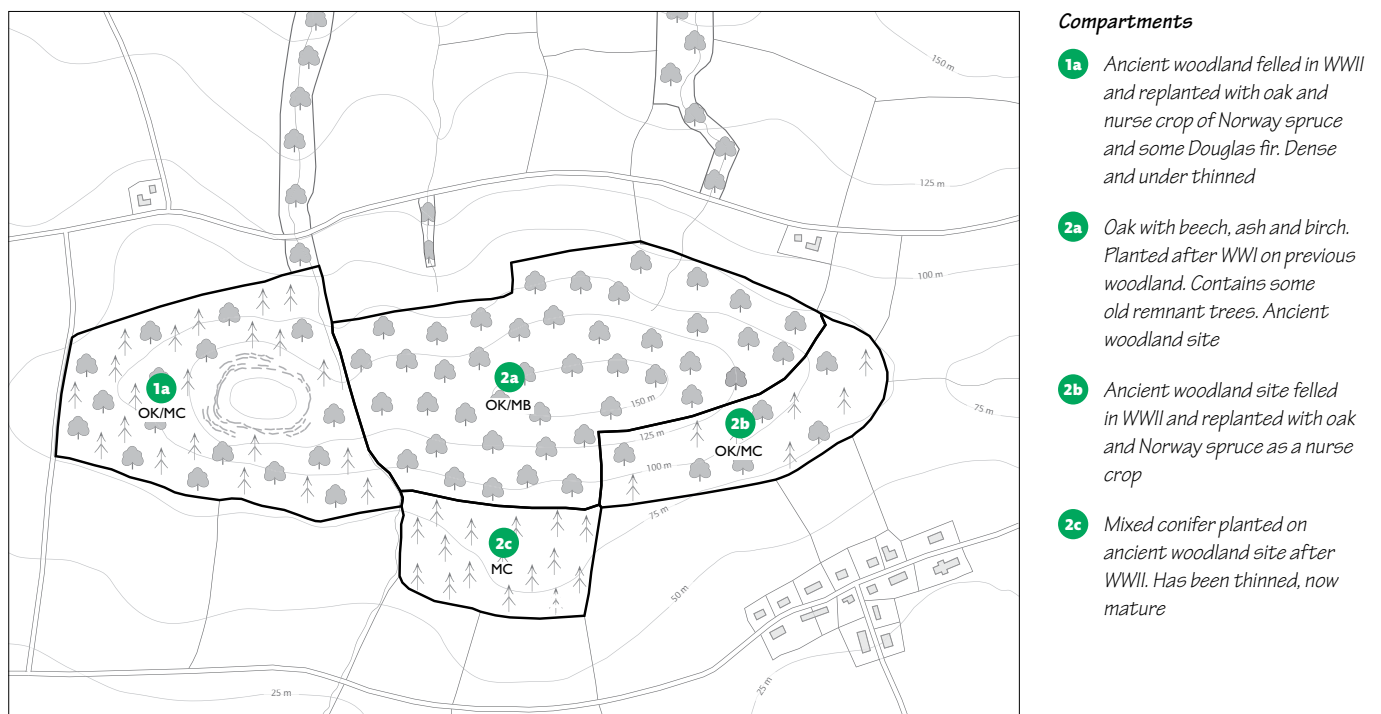 150 m
125 m
100 m
75 m
1a
OK/MC
2a
OK/MB
150 m
2b
OK/MC
125 m
100 m
75 m
2c
MC
50 m
25 m
25 m
Compartments
1a Ancient woodland felled in WWII
and replanted with oak and
nurse crop of Norway spruce
and some Douglas fir. Dense
and under thinned
2a Oak with beech, ash and birch.
Planted after WWI on previous
woodland. Contains some
old remnant trees. Ancient
woodland site
2b Ancient woodland site felled
in WWII and replanted with oak
and Norway spruce as a nurse
crop
2c Mixed conifer planted on
ancient woodland site after
WWII. Has been thinned, now
mature